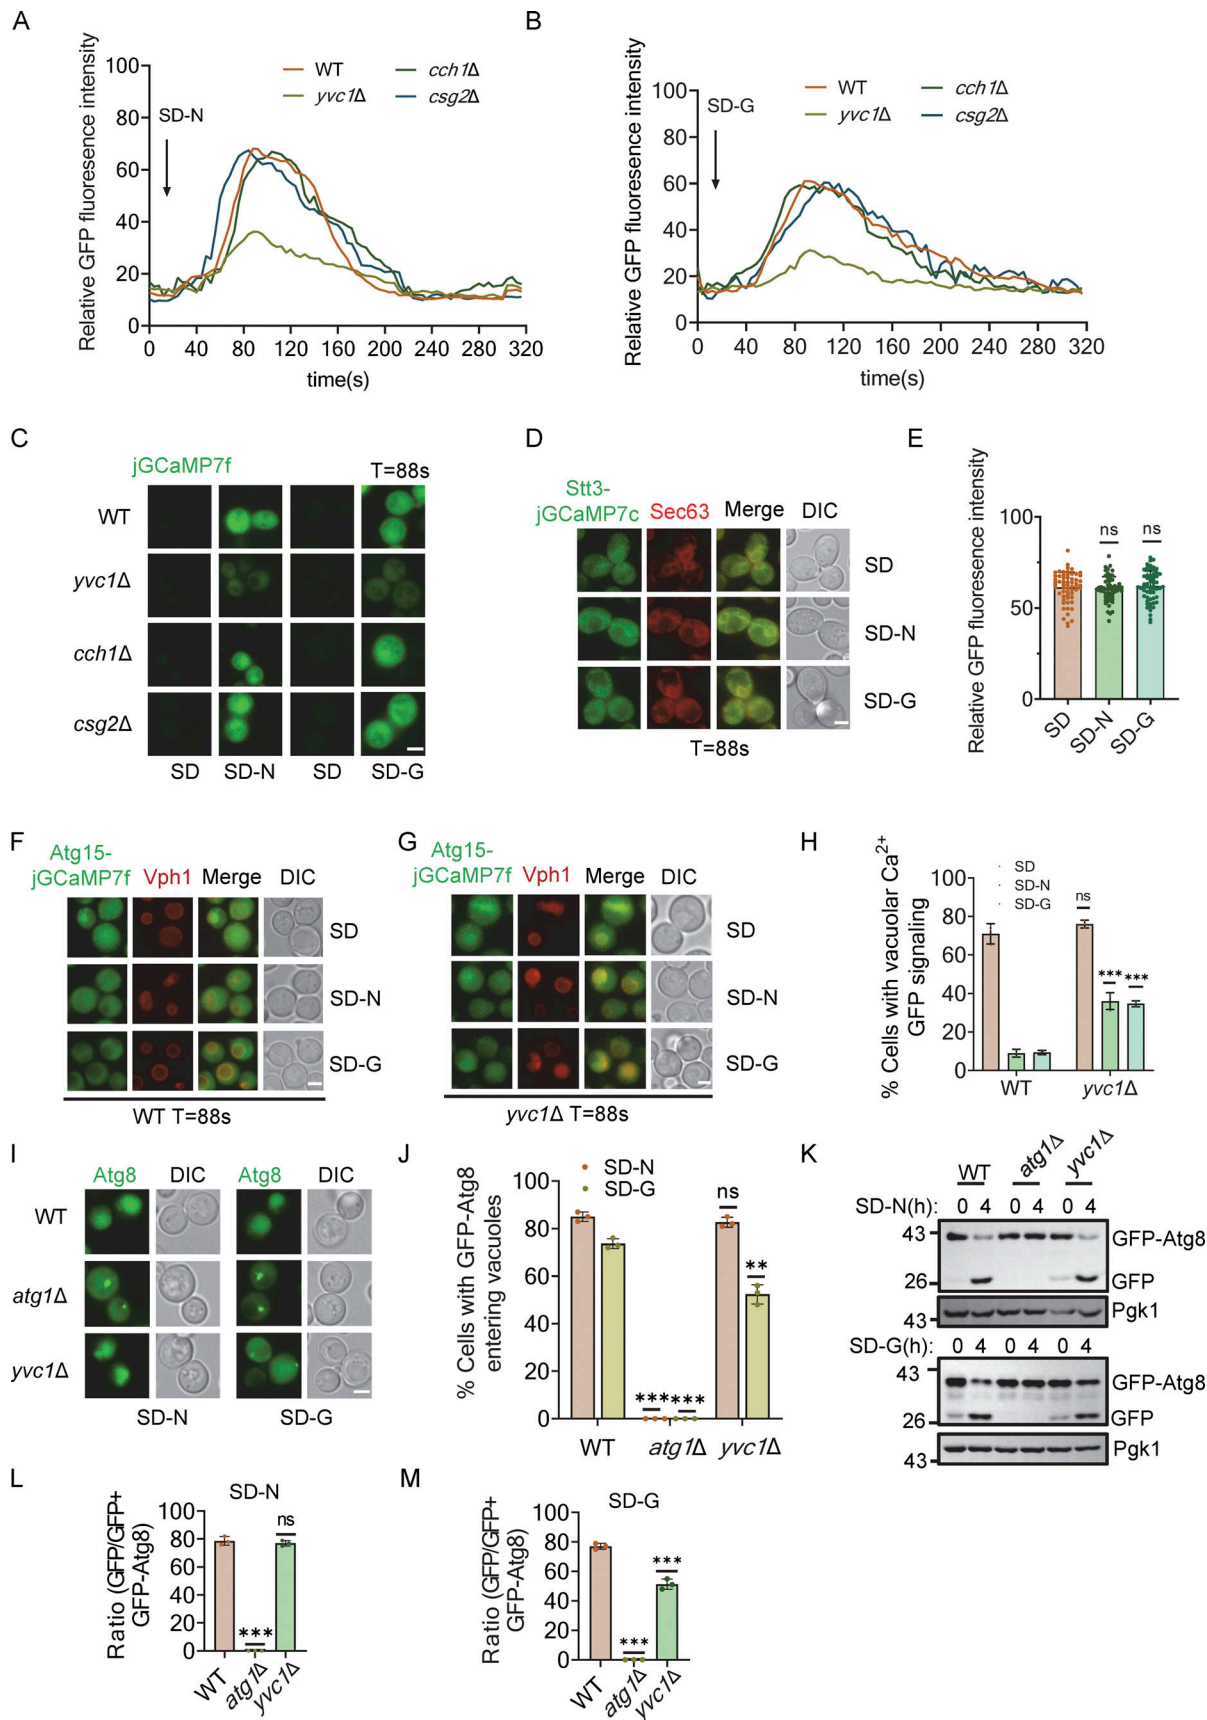 A
Relative GFP fluoresence intensity
100
80
60
40
20
0
WT
cch1Δ
yvc1Δ
csg2Δ
SD-N
0 40 80 120 160 200 240 280 320
time(s)
B
Relative GFP fluoresence intensity
100
80
60
40
20
0
WT
cch1Δ
yvc1Δ
csg2Δ
SD-G
0 40 80 120 160 200 240 280 320
time(s)
C
jGCaMP7f
T=88s
WT
yvc1Δ
cch1Δ
csg2Δ
SD SD-N SD SD-G
D
Stt3-
jGCaMP7c Sec63 Merge DIC
SD
SD-N
SD-G
T=88s
E
Relative GFP fluoresence intensity
100
50
0
ns ns
SD SD-N SD-G
F
Atg15-
jGCaMP7f Vph1 Merge DIC
SD
SD-N
SD-G
WT T=88s
G
Atg15-
jGCaMP7f Vph1 Merge DIC
SD
SD-N
SD-G
yvc1Δ T=88s
H
% Cells with vacuolar Ca2+
GFP signaling
100
80
60
40
20
0
SD
SD-N
SD-G
ns
*** ***
WT yvc1Δ
I
Atg8 DIC Atg8 DIC
WT
atg1Δ
yvc1Δ
SD-N SD-G
J
% Cells with GFP-Atg8
entering vacuoles
100
80
60
40
80
0
SD-N
SD-G
ns
**
*** ***
WT atg1Δ yvc1Δ
K
WT atg1Δ yvc1Δ
SD-N(h): 0 4 0 4 0 4
43
GFP-Atg8
26
GFP
43
Pgk1
SD-G(h): 0 4 0 4 0 4
43
GFP-Atg8
26
GFP
43
Pgk1
L
SD-N
Ratio (GFP/GFP+
GFP-Atg8)
100
80
60
40
20
0
ns
***
WT atg1Δ yvc1Δ
M
SD-G
Ratio (GFP/GFP+
GFP-Atg8)
100
80
60
40
20
0
***
***
WT atg1Δ yvc1Δ